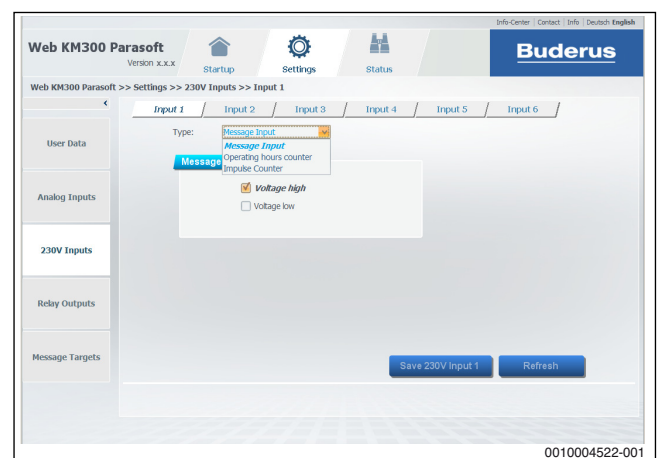 Info-Center | Contact | Info | Deutsch English
Web KM300 Parasoft
Version x.x.x
Startup
Settings
Status
Buderus
Web KM300 Parasoft >> Settings >> 230V Inputs >> Input 1
<
Input 1 / Input 2 / Input 3 / Input 4 / Input 5 / Input 6 /
Type: Message Input
Message Input
Operating hours counter
Impulse Counter
Message
Voltage high
Voltage low
User Data
Analog Inputs
230V Inputs
Relay Outputs
Message Targets
Save 230V Input 1
Refresh
0010004522-001